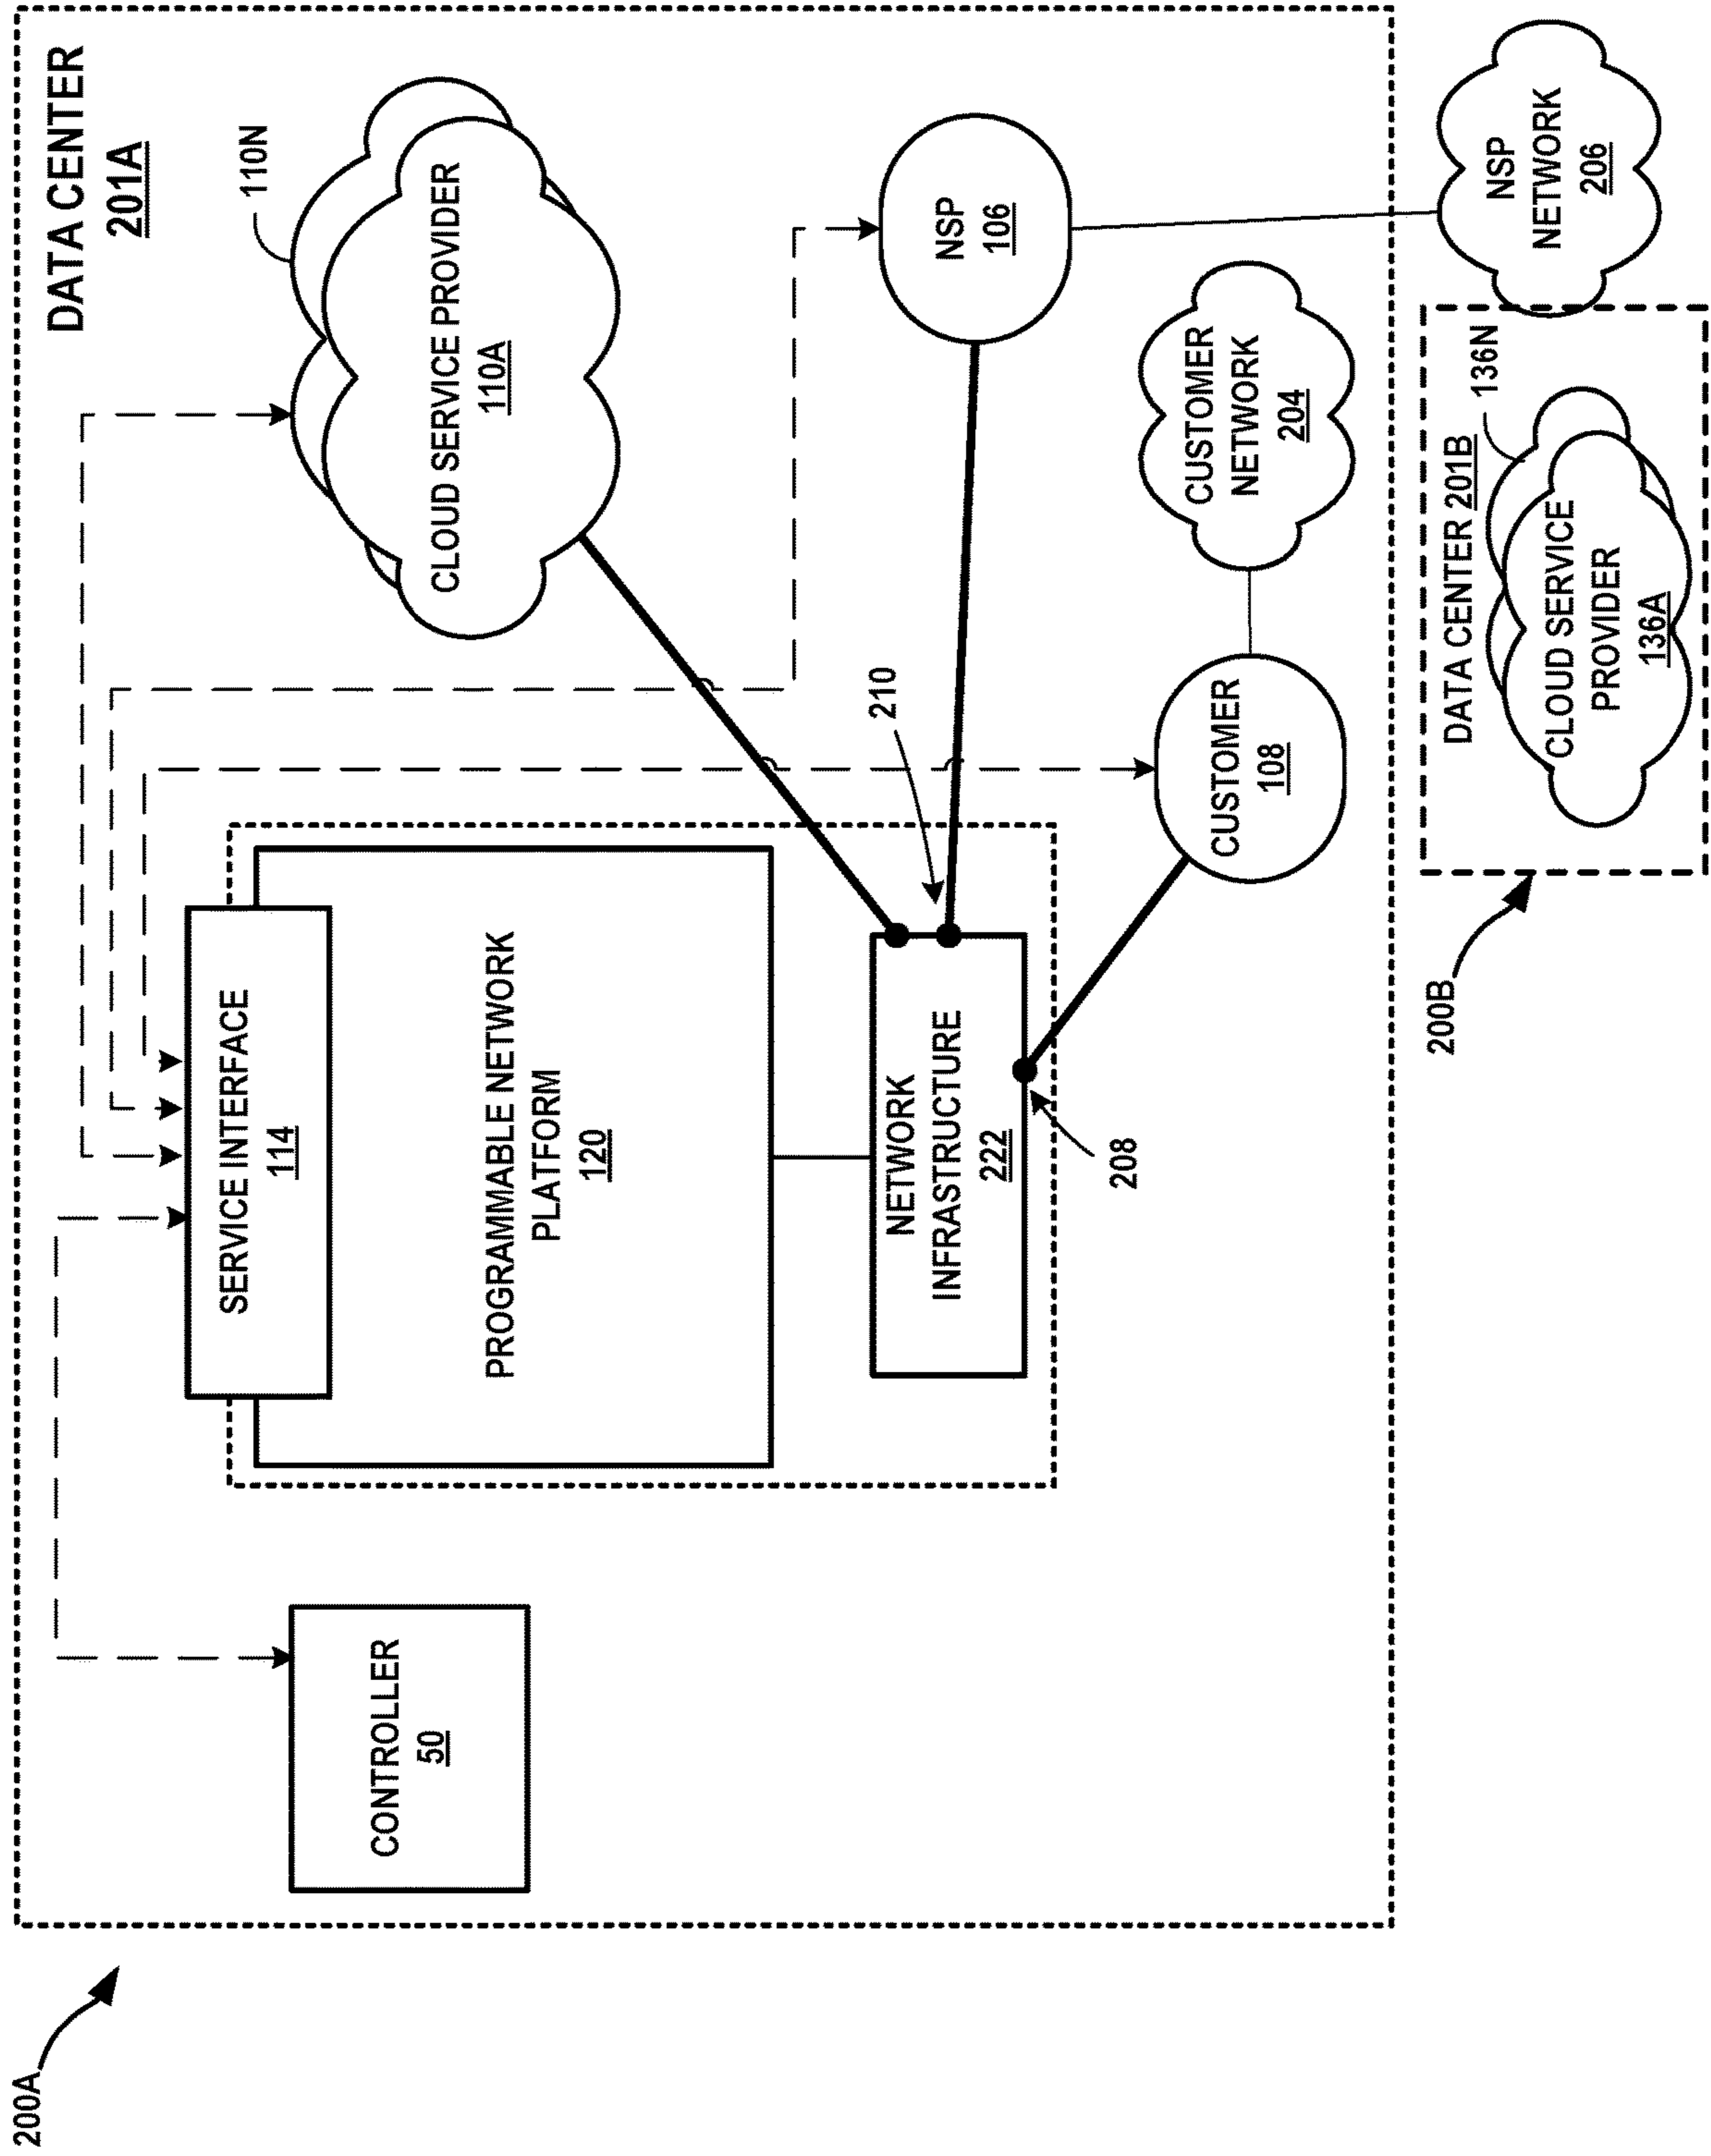 200A
DATA CENTER
201A
CONTROLLER
50
SERVICE INTERFACE
114
PROGRAMMABLE NETWORK
PLATFORM
120
NETWORK
INFRASTRUCTURE
222
208
210
110N
CLOUD SERVICE PROVIDER
110A
NSP
106
CUSTOMER
108
CUSTOMER
NETWORK
204
NSP
NETWORK
206
200B
DATA CENTER 201B
136N
CLOUD SERVICE
PROVIDER
136A